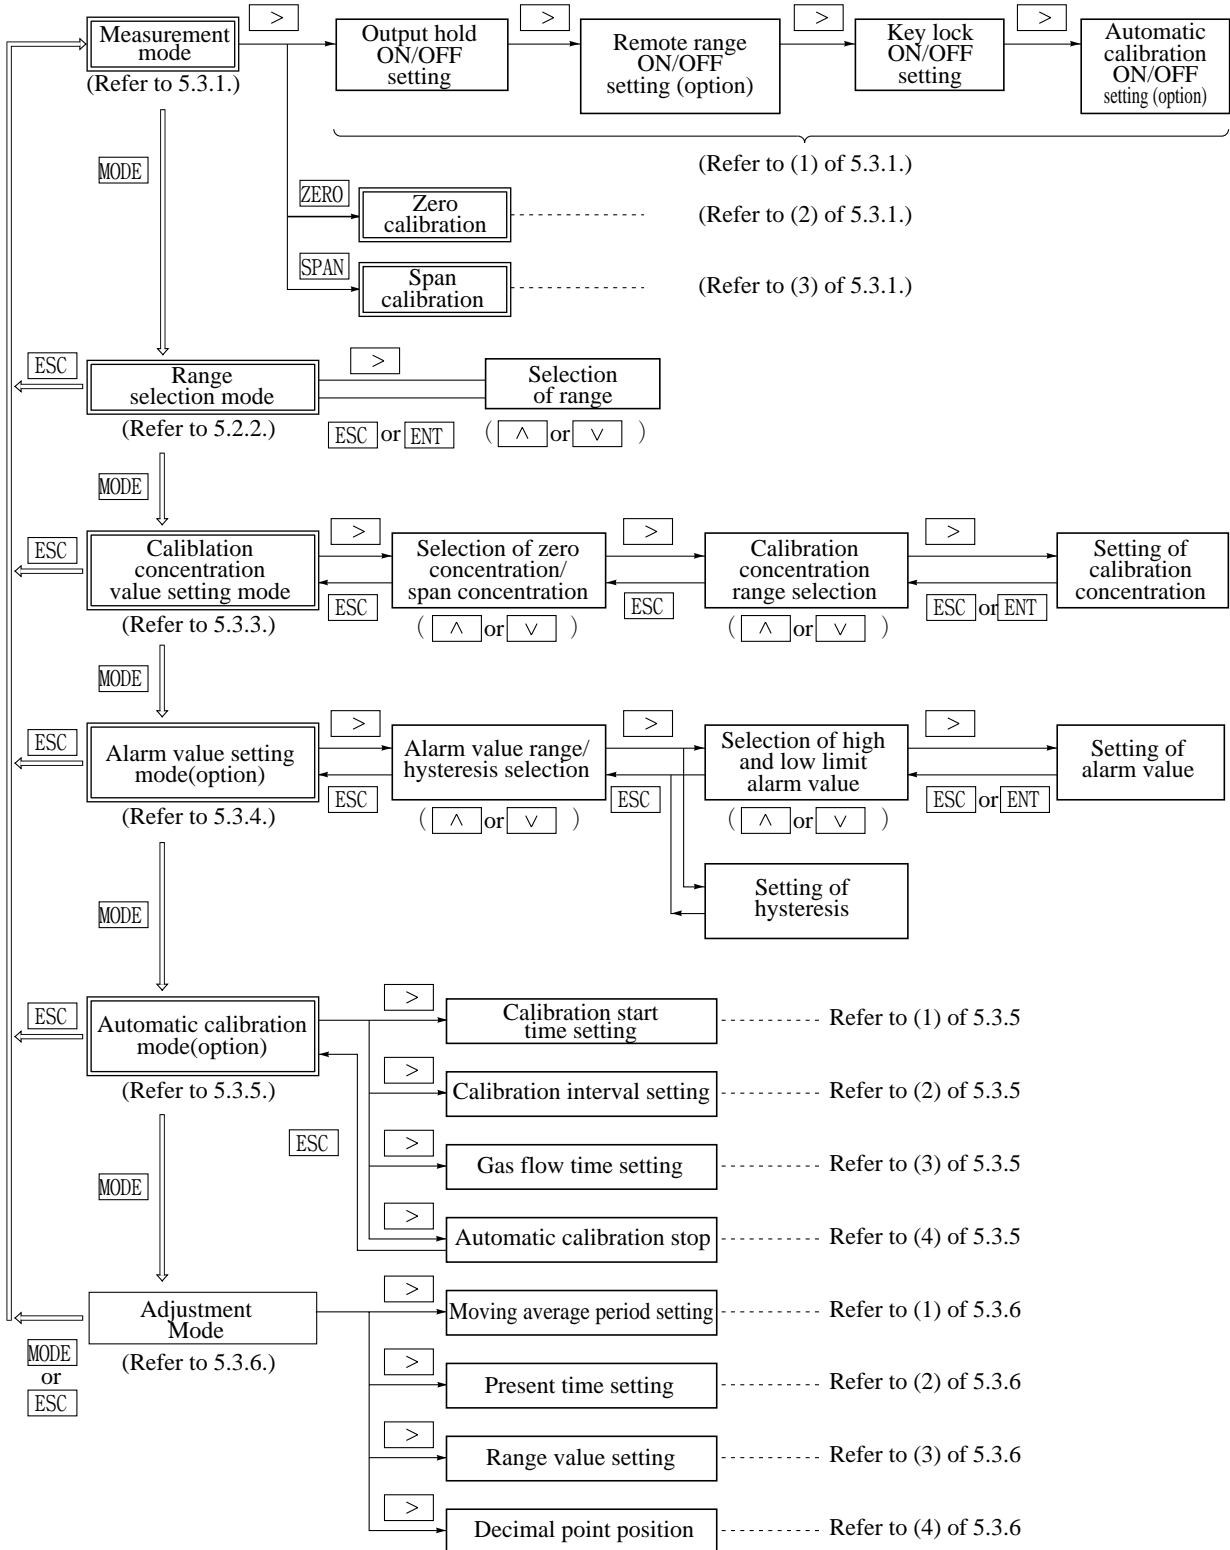 >
>
>
>
Measurement
mode
(Refer to 5.3.1.)
Output hold
ON/OFF
setting
Remote range
ON/OFF
setting (option)
Key lock
ON/OFF
setting
Automatic
calibration
ON/OFF
setting (option)
(Refer to (1) of 5.3.1.)
MODE
ZERO
Zero
calibration
(Refer to (2) of 5.3.1.)
SPAN
Span
calibration
(Refer to (3) of 5.3.1.)
ESC
Range
selection mode
(Refer to 5.2.2.)
>
ESC or ENT
Selection
of range
( ∧ or ∨ )
MODE
ESC
Caliblation
concentration
value setting mode
(Refer to 5.3.3.)
>
ESC
Selection of zero
concentration/
span concentration
( ∧ or ∨ )
>
ESC
Calibration
concentration
range selection
( ∧ or ∨ )
>
ESC or ENT
Setting of
calibration
concentration
MODE
ESC
Alarm value setting
mode(option)
(Refer to 5.3.4.)
>
ESC
Alarm value range/
hysteresis selection
( ∧ or ∨ )
>
ESC
Selection of high
and low limit
alarm value
( ∧ or ∨ )
>
ESC or ENT
Setting of
alarm value
Setting of
hysteresis
MODE
ESC
Automatic calibration
mode(option)
(Refer to 5.3.5.)
ESC
>
Calibration start
time setting
Refer to (1) of 5.3.5
>
Calibration interval setting
Refer to (2) of 5.3.5
>
Gas flow time setting
Refer to (3) of 5.3.5
>
Automatic calibration stop
Refer to (4) of 5.3.5
MODE
Adjustment
Mode
(Refer to 5.3.6.)
MODE
or
ESC
>
Moving average period setting
Refer to (1) of 5.3.6
>
Present time setting
Refer to (2) of 5.3.6
>
Range value setting
Refer to (3) of 5.3.6
>
Decimal point position
Refer to (4) of 5.3.6